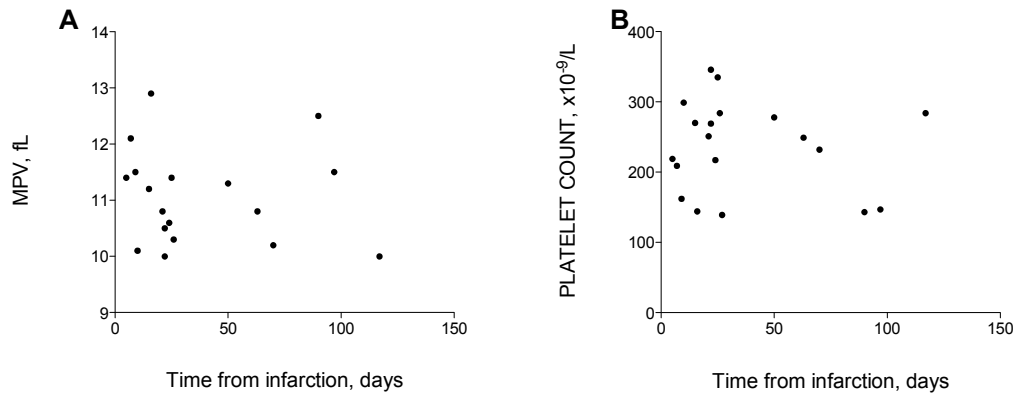 A
14
13
12
11
10
9
MPV, fL
0 50 100 150
Time from infarction, days
B
400
300
200
100
0
PLATELET COUNT, x10-9/L
0 50 100 150
Time from infarction, days